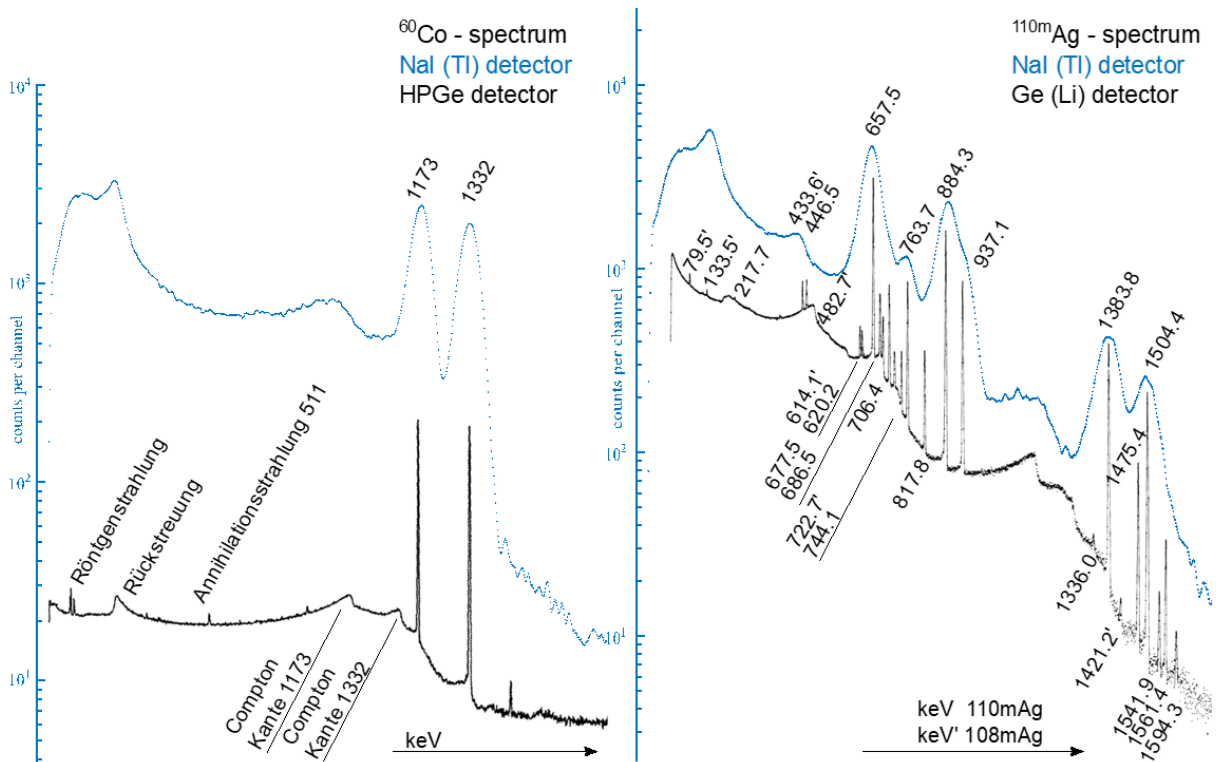 ⁶⁰Co - spectrum
NaI (Tl) detector
HPGe detector
10⁴
10³
10²
10¹
counts per channel
1173
1332
Röntgenstrahlung
Rückstreuung
Annihilationsstrahlung 511
Compton
Kante 1173
Compton
Kante 1332
keV
¹¹⁰ᵐAg - spectrum
NaI (Tl) detector
Ge (Li) detector
10⁴
10³
10²
10¹
counts per channel
counts per channel
79.5'
133.5'
217.7
433.6'
446.5
482.7'
657.5
763.7
884.3
937.1
1383.8
1504.4
614.1'
620.2
677.5
686.5
706.4
722.7'
744.1
817.8
1336.0
1421.2'
1475.4
1541.9
1561.4
1594.3
keV 110mAg
keV' 108mAg